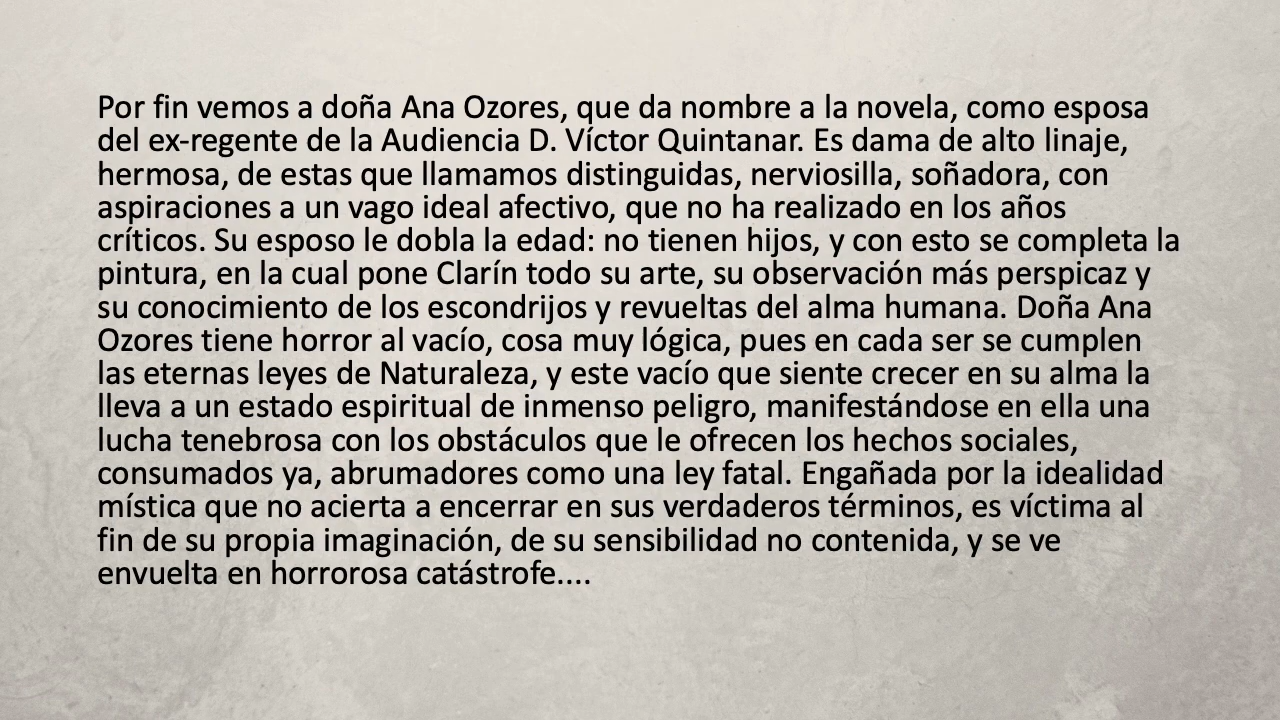 Por fin vemos a doña Ana Ozores, que da nombre a la novela, como esposa
del ex-regente de la Audiencia D. Víctor Quintanar. Es dama de alto linaje,
hermosa, de estas que llamamos distinguidas, nerviosilla, soñadora, con
aspiraciones a un vago ideal afectivo, que no ha realizado en los años
críticos. Su esposo le dobla la edad: no tienen hijos, y con esto se completa la
pintura, en la cual pone Clarín todo su arte, su observación más perspicaz y
su conocimiento de los escondrijos y revueltas del alma humana. Doña Ana
Ozores tiene horror al vacío, cosa muy lógica, pues en cada ser se cumplen
las eternas leyes de Naturaleza, y este vacío que siente crecer en su alma la
lleva a un estado espiritual de inmenso peligro, manifestándose en ella una
lucha tenebrosa con los obstáculos que le ofrecen los hechos sociales,
consumados ya, abrumadores como una ley fatal. Engañada por la idealidad
mística que no acierta a encerrar en sus verdaderos términos, es víctima al
fin de su propia imaginación, de su sensibilidad no contenida, y se ve
envuelta en horrorosa catástrofe....